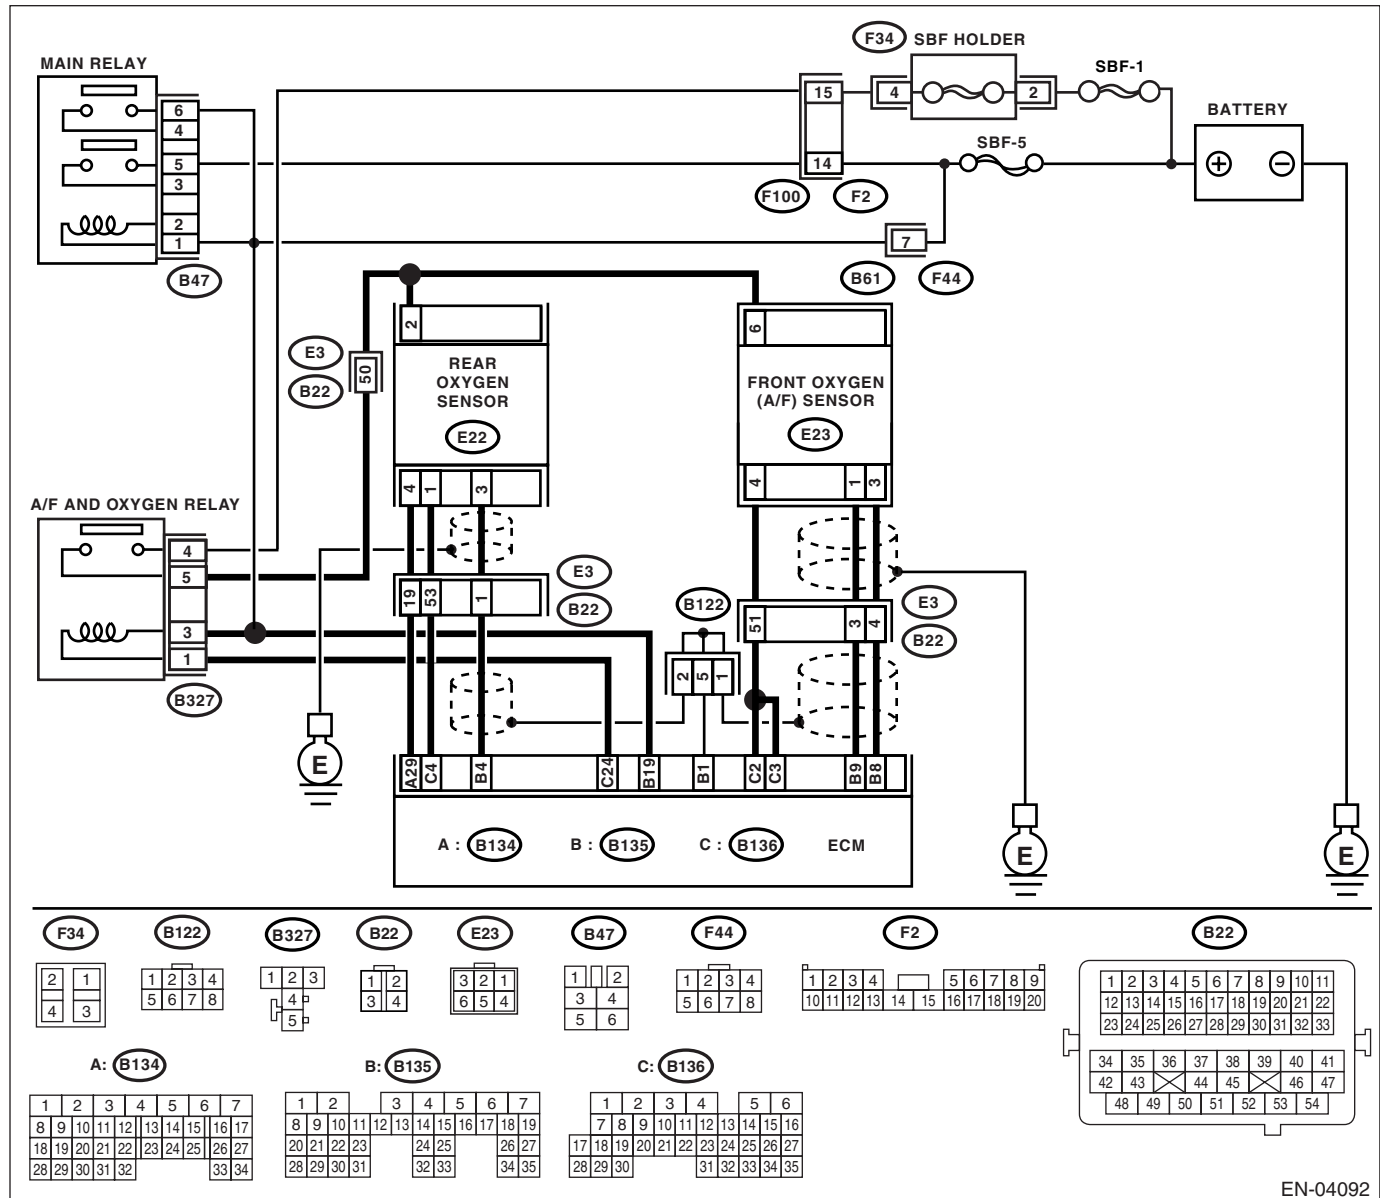 F34 SBF HOLDER
MAIN RELAY
SBF-1
6
4
5
3
2
1
B47
15
14
F100
F2
4
2
SBF-5
BATTERY
+
−
7
B61
F44
E3
B22
50
2
REAR
OXYGEN
SENSOR
E22
4
1
3
6
FRONT OXYGEN
(A/F) SENSOR
E23
4
1
3
A/F AND OXYGEN RELAY
4
5
3
1
B327
19
53
1
E3
B22
B122
2
5
1
51
3
4
E3
B22
E
A29
C4
B4
C24
B19
B1
C2
C3
B9
B8
A : B134
B : B135
C : B136
ECM
E
E
F34
B122
B327
B22
E23
B47
F44
F2
B22
2 1
4 3
1 2 3 4
5 6 7 8
1 2 3
4
5
1 2
3 4
3 2 1
6 5 4
1 2
3 4
5 6
1 2 3 4
5 6 7 8
1 2 3 4 5 6 7 8 9
10 11 12 13 14 15 16 17 18 19 20
1 2 3 4 5 6 7 8 9 10 11
12 13 14 15 16 17 18 19 20 21 22
23 24 25 26 27 28 29 30 31 32 33
34 35 36 37 38 39 40 41
42 43 44 45 46 47
48 49 50 51 52 53 54
A: B134
1 2 3 4 5 6 7
8 9 10 11 12 13 14 15 16 17
18 19 20 21 22 23 24 25 26 27
28 29 30 31 32 33 34
B: B135
1 2 3 4 5 6 7
8 9 10 11 12 13 14 15 16 17 18 19
20 21 22 23 24 25 26 27
28 29 30 31 32 33 34 35
C: B136
1 2 3 4 5 6
7 8 9 10 11 12 13 14 15 16
17 18 19 20 21 22 23 24 25 26 27
28 29 30 31 32 33 34 35
EN-04092